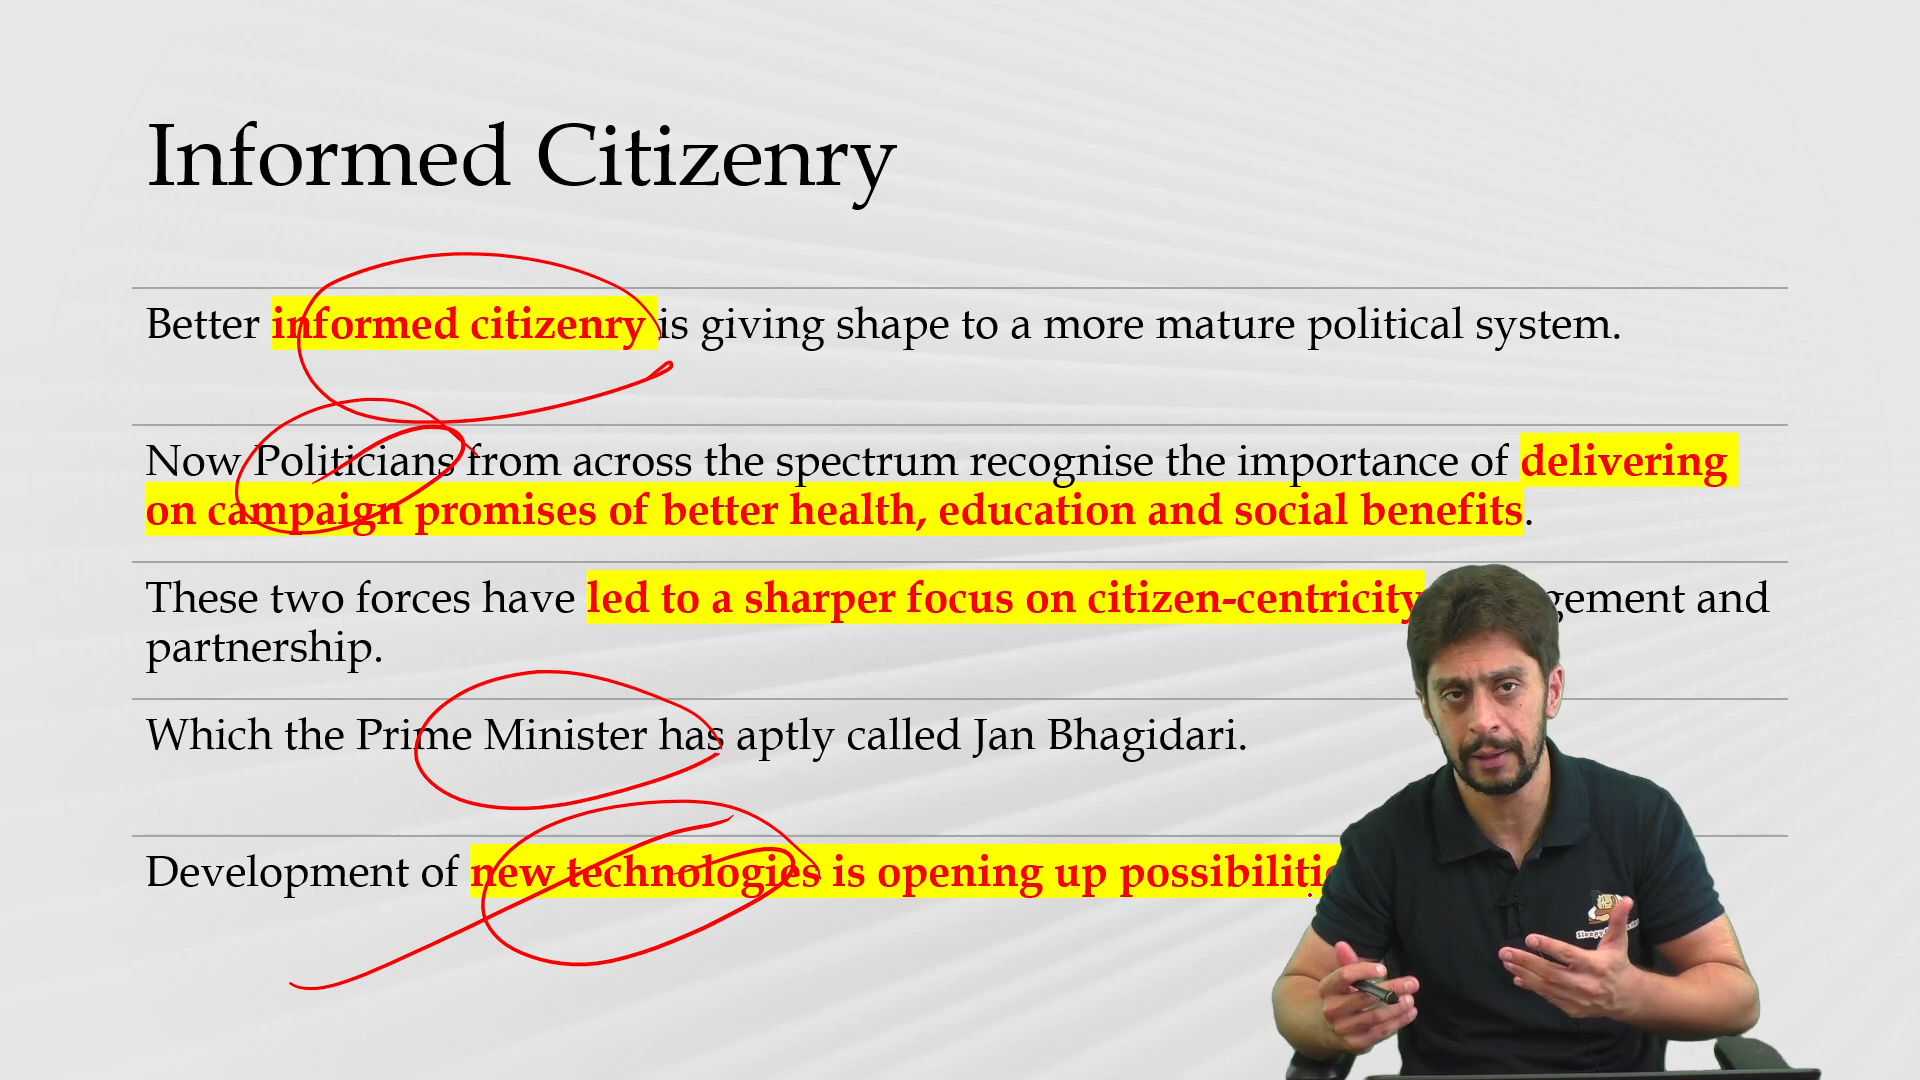 Informed Citizenry
Better informed citizenry is giving shape to a more mature political system.
Now Politicians from across the spectrum recognise the importance of delivering
on campaign promises of better health, education and social benefits.
These two forces have led to a sharper focus on citizen-centricity and
partnership.
Which the Prime Minister has aptly called Jan Bhagidari.
Development of new technologies is opening up